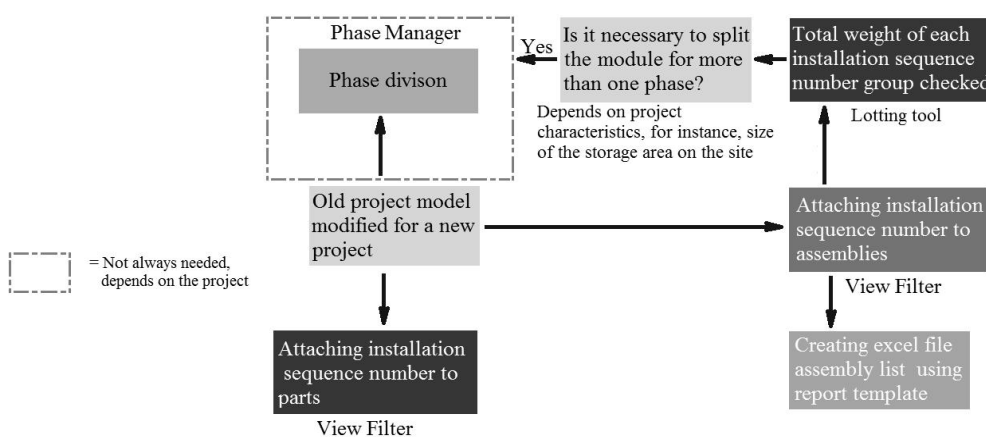 Phase Manager
Phase divison
Yes
Is it necessary to split
the module for more
than one phase?
Depends on project
characteristics, for instance, size
of the storage area on the site
Total weight of each
installation sequence
number group checked
Lotting tool
Old project model
modified for a new
project
Attaching installation
sequence number to
assemblies
View Filter
= Not always needed,
depends on the project
Attaching installation
sequence number to
parts
View Filter
Creating excel file
assembly list using
report template